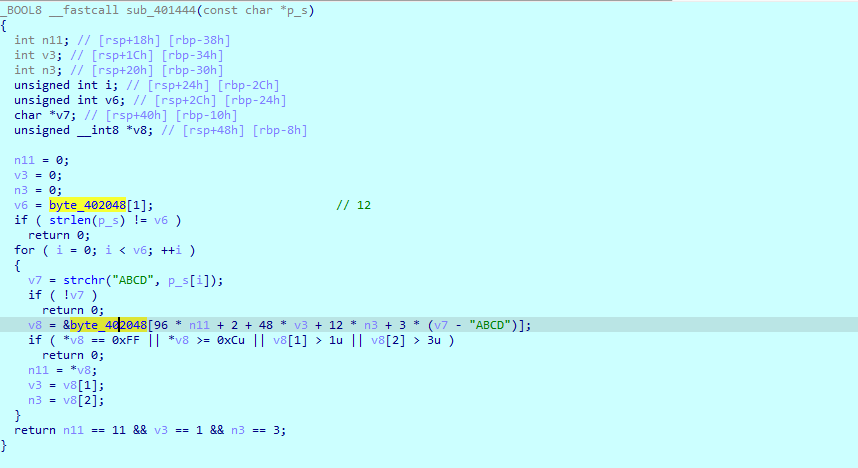 _BOOL8 __fastcall sub_401444(const char *p_s)
{
  int n11; // [rsp+18h] [rbp-38h]
  int v3; // [rsp+1Ch] [rbp-34h]
  int n3; // [rsp+20h] [rbp-30h]
  unsigned int i; // [rsp+24h] [rbp-2Ch]
  unsigned int v6; // [rsp+2Ch] [rbp-24h]
  char *v7; // [rsp+40h] [rbp-10h]
  unsigned __int8 *v8; // [rsp+48h] [rbp-8h]

  n11 = 0;
  v3 = 0;
  n3 = 0;
  v6 = byte_402048[1];                          // 12
  if ( strlen(p_s) != v6 )
    return 0;
  for ( i = 0; i < v6; ++i )
  {
    v7 = strchr("ABCD", p_s[i]);
    if ( !v7 )
      return 0;
    v8 = &byte_402048[96 * n11 + 2 + 48 * v3 + 12 * n3 + 3 * (v7 - "ABCD")];
    if ( *v8 == 0xFF || *v8 >= 0xCu || v8[1] > 1u || v8[2] > 3u )
      return 0;
    n11 = *v8;
    v3 = v8[1];
    n3 = v8[2];
  }
  return n11 == 11 && v3 == 1 && n3 == 3;
}